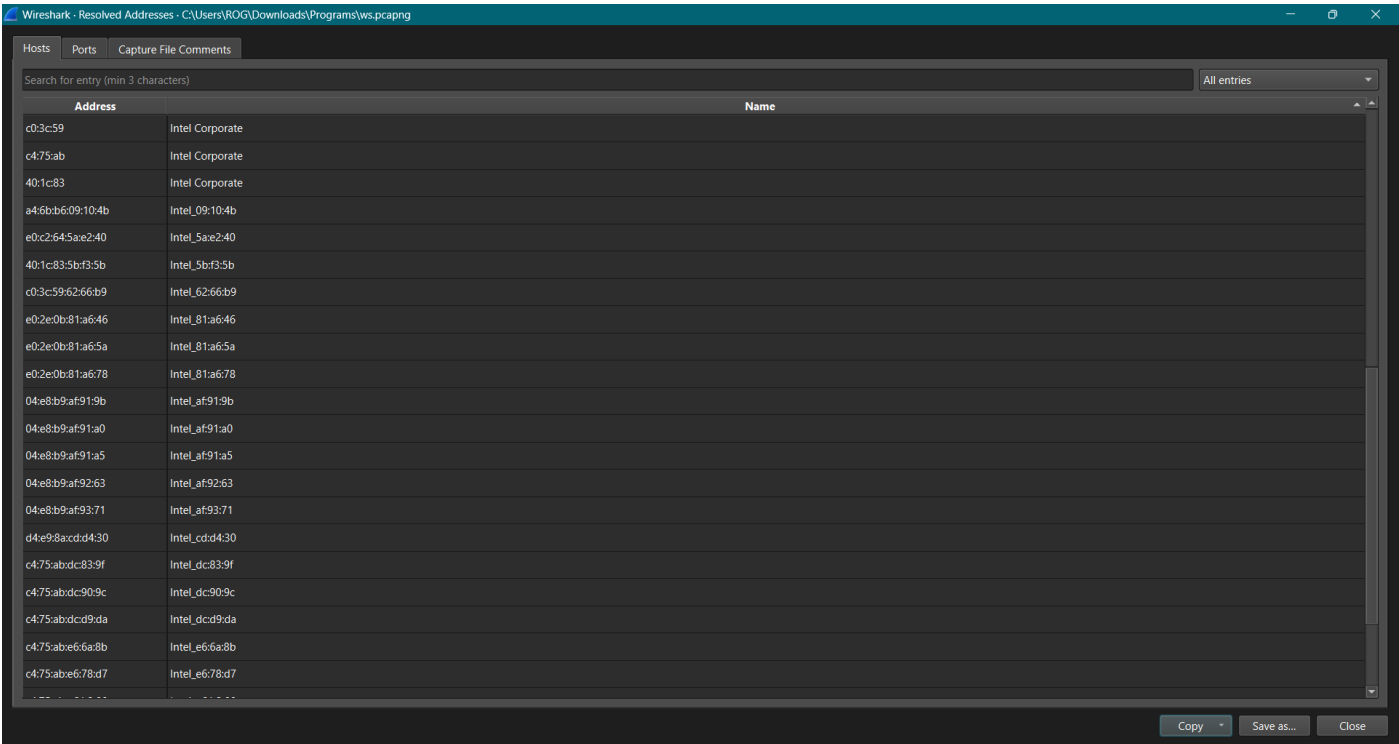 Wireshark · Resolved Addresses · C:\Users\ROG\Downloads\Programs\ws.pcapng
Hosts Ports Capture File Comments
Search for entry (min 3 characters) All entries
Address Name
c0:3c:59 Intel Corporate
c4:75:ab Intel Corporate
40:1c:83 Intel Corporate
a4:6b:b6:09:10:4b Intel_09:10:4b
e0:c2:64:5a:e2:40 Intel_5a:e2:40
40:1c:83:5b:f3:5b Intel_5b:f3:5b
c0:3c:59:62:66:b9 Intel_62:66:b9
e0:2e:0b:81:a6:46 Intel_81:a6:46
e0:2e:0b:81:a6:5a Intel_81:a6:5a
e0:2e:0b:81:a6:78 Intel_81:a6:78
04:e8:b9:af:91:9b Intel_af:91:9b
04:e8:b9:af:91:a0 Intel_af:91:a0
04:e8:b9:af:91:a5 Intel_af:91:a5
04:e8:b9:af:92:63 Intel_af:92:63
04:e8:b9:af:93:71 Intel_af:93:71
d4:e9:8a:cd:d4:30 Intel_cd:d4:30
c4:75:ab:dc:83:9f Intel_dc:83:9f
c4:75:ab:dc:90:9c Intel_dc:90:9c
c4:75:ab:dc:d9:da Intel_dc:d9:da
c4:75:ab:e6:6a:8b Intel_e6:6a:8b
c4:75:ab:e6:78:d7 Intel_e6:78:d7
Copy Save as... Close